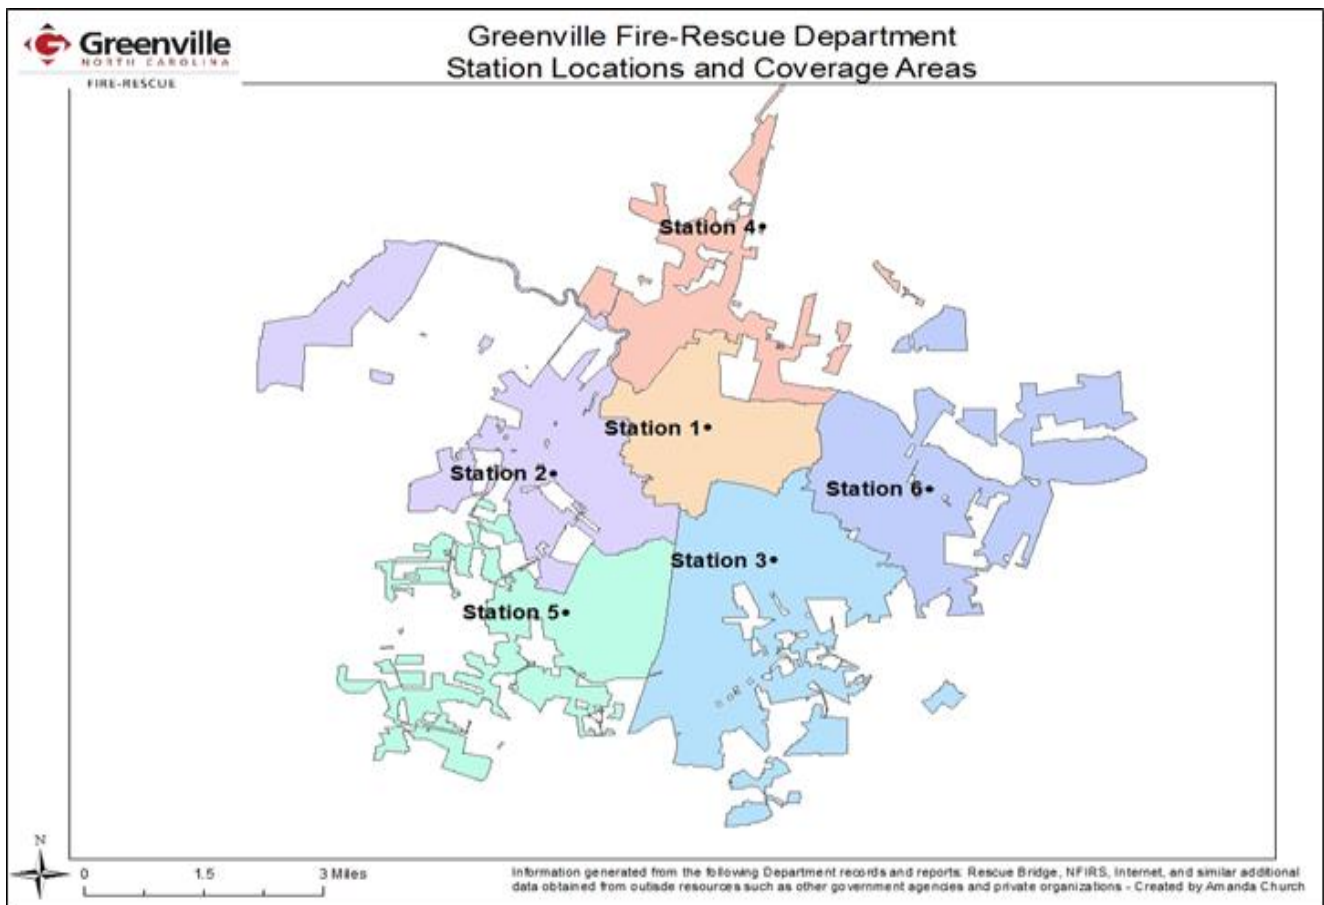 Greenville
NORTH CAROLINA
FIRE-RESCUE
Greenville Fire-Rescue Department
Station Locations and Coverage Areas
Station 4
Station 1
Station 2
Station 6
Station 3
Station 5
N
0 1.5 3 Miles
Information generated from the following Department records and reports: Rescue Bridge, NFIRS, Internet, and similar additional
data obtained from outisde resources such as other government agencies and private organizations - Created by Amanda Church